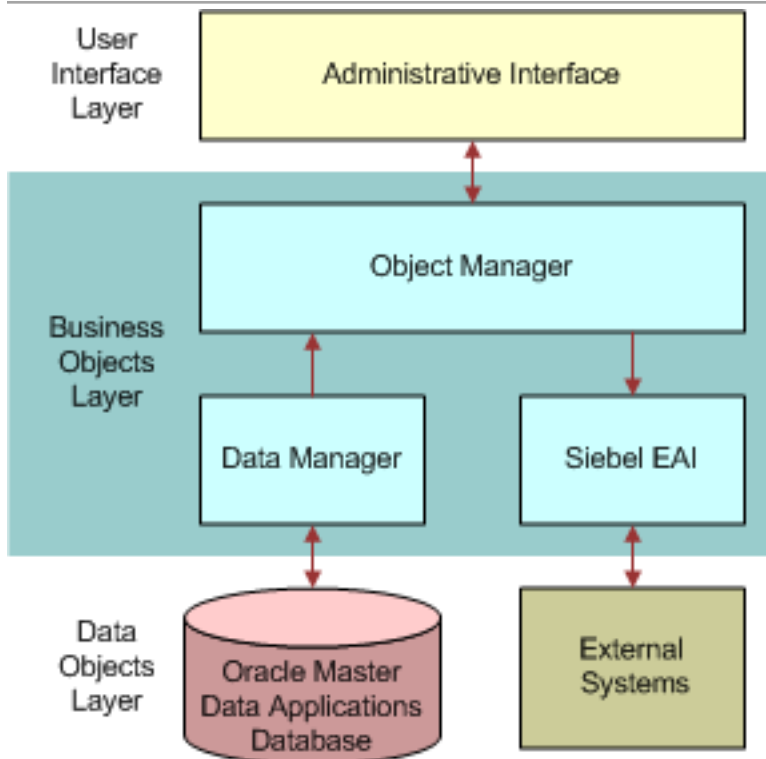 User
Interface
Layer
Administrative Interface
Object Manager
Business
Objects
Layer
Data Manager
Siebel EAI
Data
Objects
Layer
Oracle Master
Data Applications
Database
External
Systems